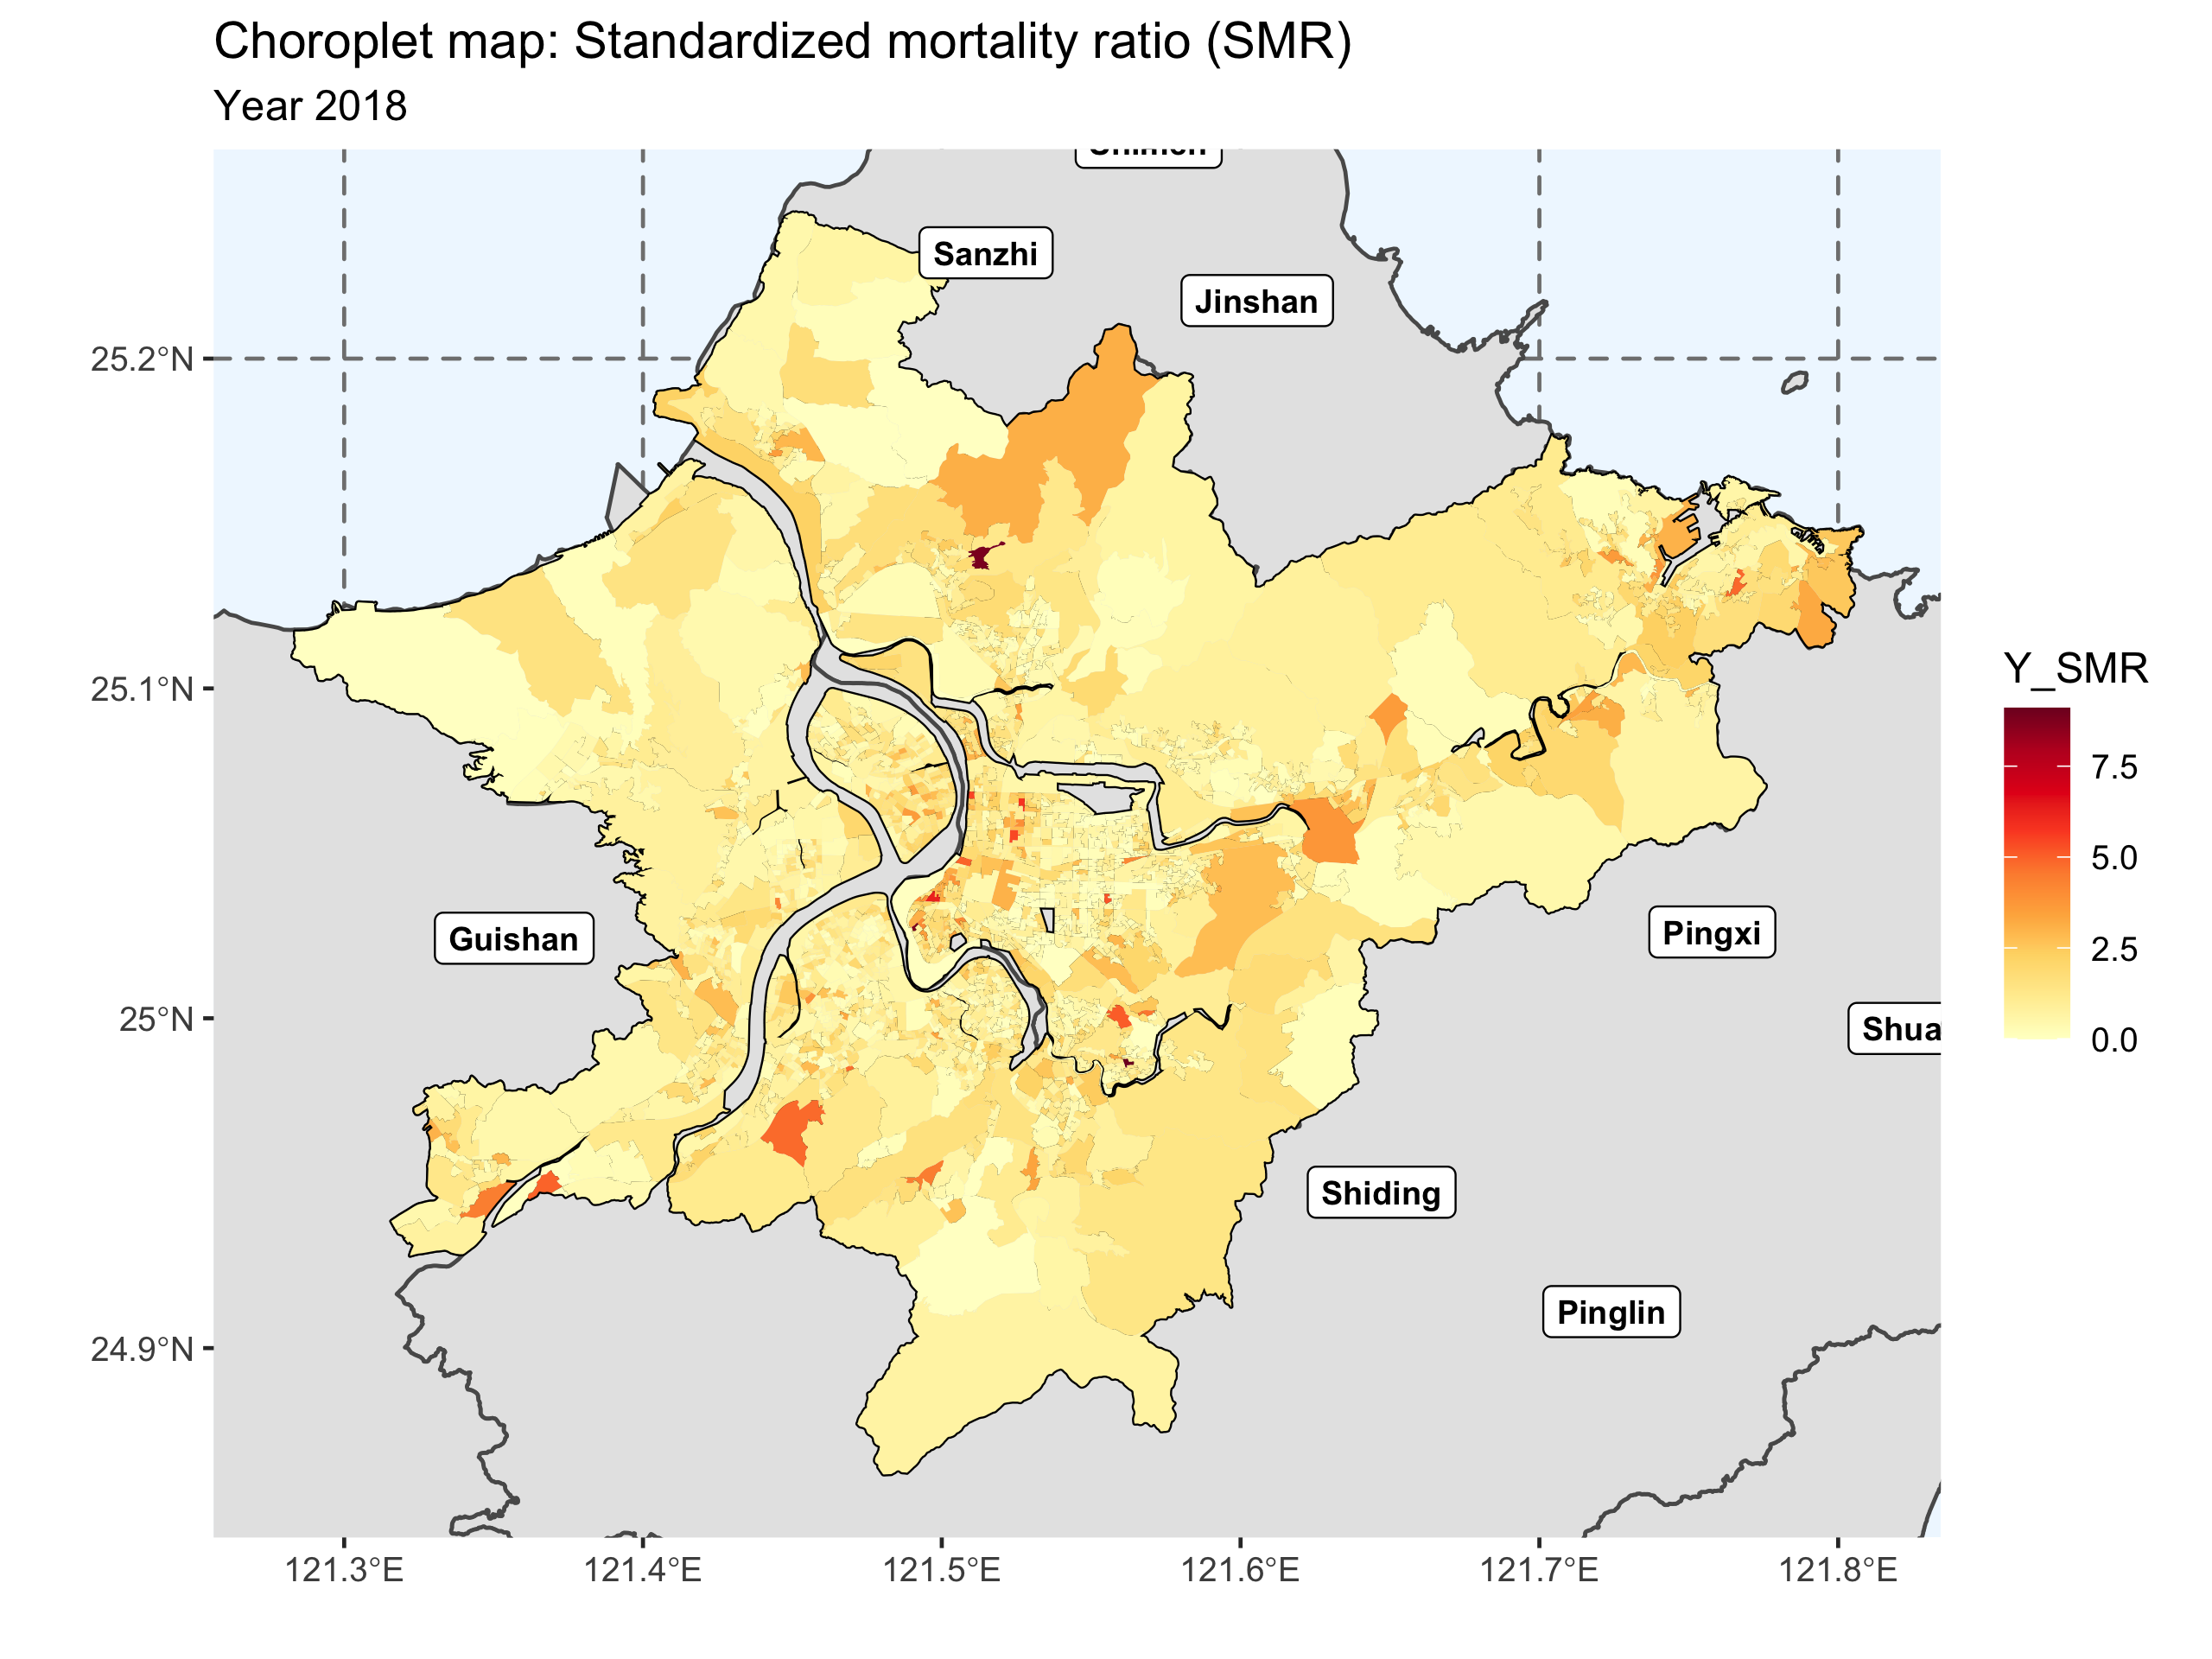 Choroplet map: Standardized mortality ratio (SMR)
Year 2018
Sanzhi
Jinshan
25.2°N
25.1°N
Y_SMR
7.5
5.0
2.5
0.0
Guishan
Pingxi
25°N
Shua
Shiding
Pinglin
24.9°N
121.3°E
121.4°E
121.5°E
121.6°E
121.7°E
121.8°E